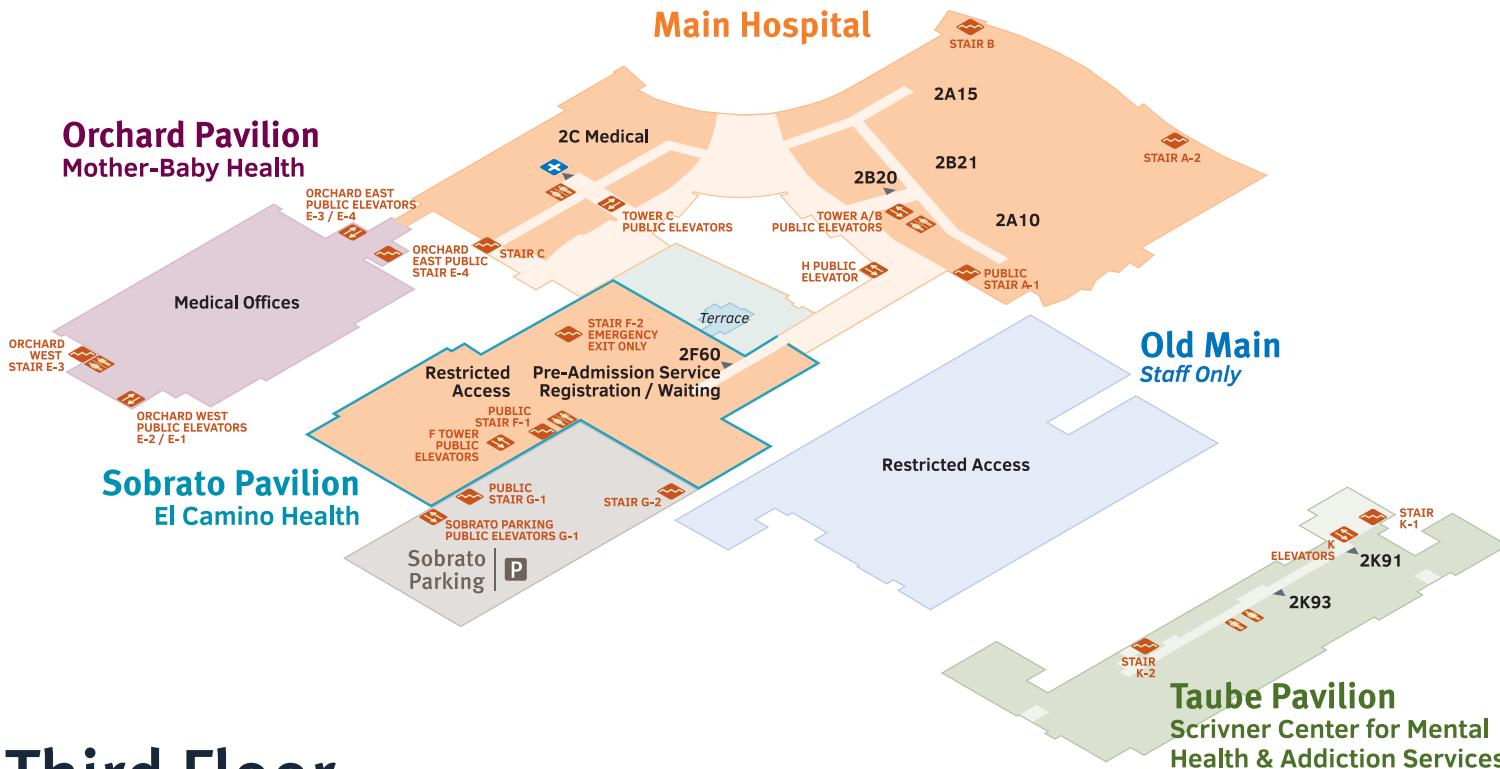 Main Hospital
STAIR B
2A15
Orchard Pavilion
Mother-Baby Health
2C Medical
STAIR A-2
2B21
2B20
ORCHARD EAST
PUBLIC ELEVATORS
E-3 / E-4
TOWER C
PUBLIC ELEVATORS
TOWER A/B
PUBLIC ELEVATORS
2A10
ORCHARD
EAST PUBLIC
STAIR E-4
STAIR C
H PUBLIC
ELEVATOR
PUBLIC
STAIR A-1
Medical Offices
Terrace
STAIR F-2
EMERGENCY
EXIT ONLY
ORCHARD
WEST
STAIR E-3
2F60
Pre-Admission Service
Registration / Waiting
Restricted
Access
Old Main
Staff Only
ORCHARD WEST
PUBLIC ELEVATORS
E-2 / E-1
PUBLIC
STAIR F-1
F TOWER
PUBLIC
ELEVATORS
Restricted Access
Sobrato Pavilion
El Camino Health
PUBLIC
STAIR G-1
STAIR G-2
SOBRATO PARKING
PUBLIC ELEVATORS G-1
Sobrato
Parking
P
STAIR
K-1
K
ELEVATORS
2K91
2K93
STAIR
K-2
Taube Pavilion
Scrivner Center for Mental
Health & Addiction Services
Third Floor